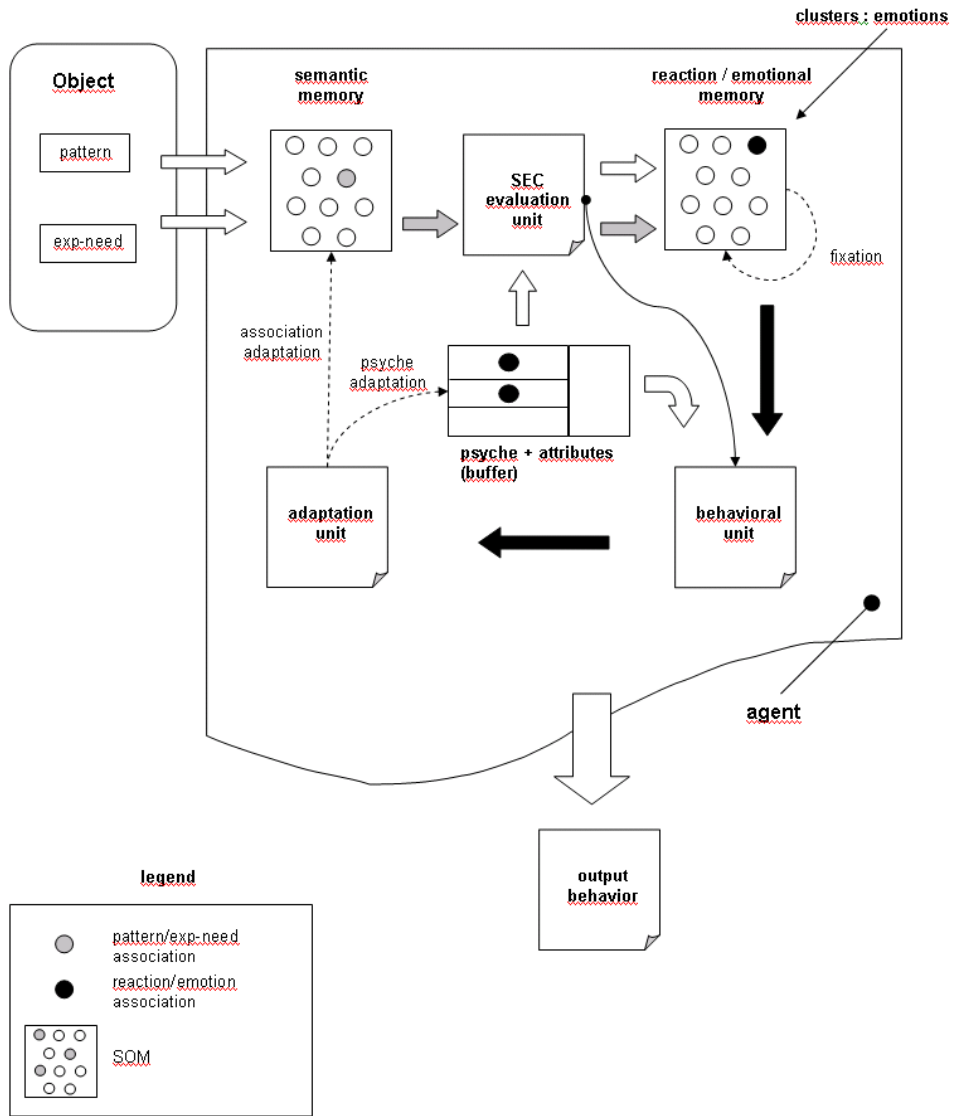 clusters : emotions
Object
pattern
exp-need
semantic
memory
reaction / emotional
memory
SEC
evaluation
unit
fixation
association
adaptation
psyche
adaptation
psyche + attributes
(buffer)
adaptation
unit
behavioral
unit
agent
output
behavior
legend
pattern/exp-need
association
reaction/emotion
association
SOM